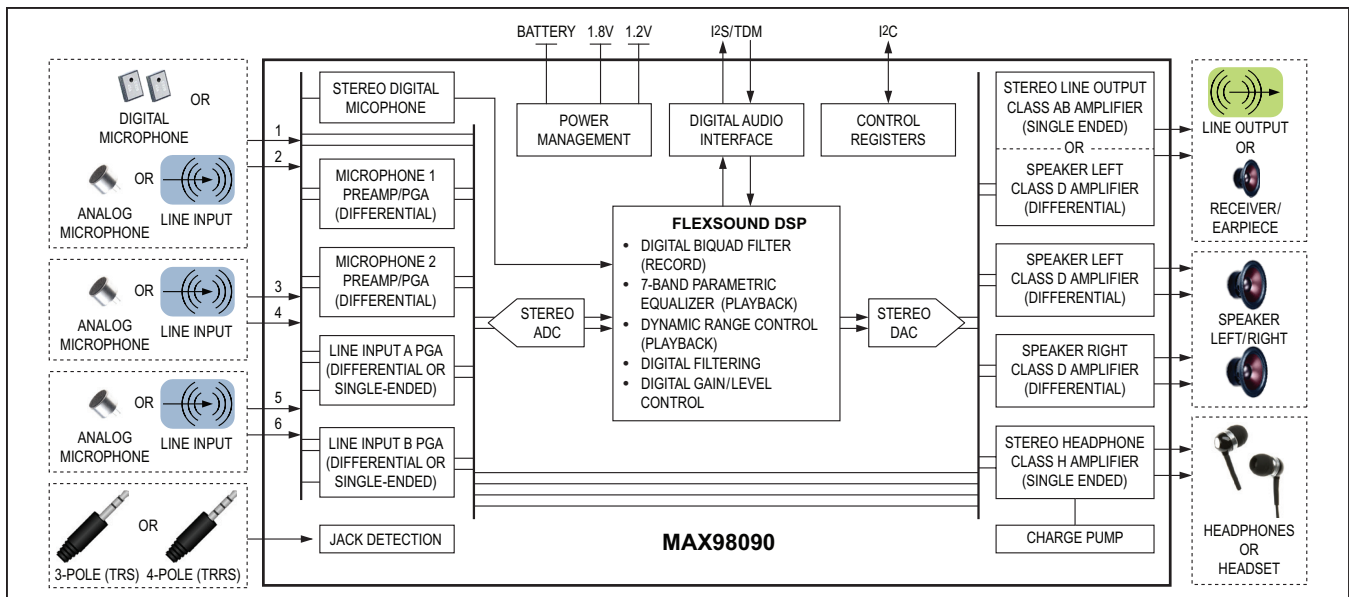 BATTERY
1.8V
1.2V
I2S/TDM
I2C
OR
DIGITAL
MICROPHONE
OR
ANALOG
MICROPHONE
LINE INPUT
OR
ANALOG
MICROPHONE
LINE INPUT
OR
ANALOG
MICROPHONE
LINE INPUT
OR
3-POLE (TRS)
4-POLE (TRRS)
1
2
3
4
5
6
STEREO DIGITAL
MICOPHONE
MICROPHONE 1
PREAMP/PGA
(DIFFERENTIAL)
MICROPHONE 2
PREAMP/PGA
(DIFFERENTIAL)
LINE INPUT A PGA
(DIFFERENTIAL OR
SINGLE-ENDED)
LINE INPUT B PGA
(DIFFERENTIAL OR
SINGLE-ENDED)
JACK DETECTION
POWER
MANAGEMENT
DIGITAL AUDIO
INTERFACE
CONTROL
REGISTERS
STEREO
ADC
FLEXSOUND DSP
• DIGITAL BIQUAD FILTER
(RECORD)
• 7-BAND PARAMETRIC
EQUALIZER (PLAYBACK)
• DYNAMIC RANGE CONTROL
(PLAYBACK)
• DIGITAL FILTERING
• DIGITAL GAIN/LEVEL
CONTROL
STEREO
DAC
MAX98090
STEREO LINE OUTPUT
CLASS AB AMPLIFIER
(SINGLE ENDED)
OR
SPEAKER LEFT
CLASS D AMPLIFIER
(DIFFERENTIAL)
SPEAKER LEFT
CLASS D AMPLIFIER
(DIFFERENTIAL)
SPEAKER RIGHT
CLASS D AMPLIFIER
(DIFFERENTIAL)
STEREO HEADPHONE
CLASS H AMPLIFIER
(SINGLE ENDED)
CHARGE PUMP
LINE OUTPUT
OR
RECEIVER/
EARPIECE
SPEAKER
LEFT/RIGHT
HEADPHONES
OR
HEADSET